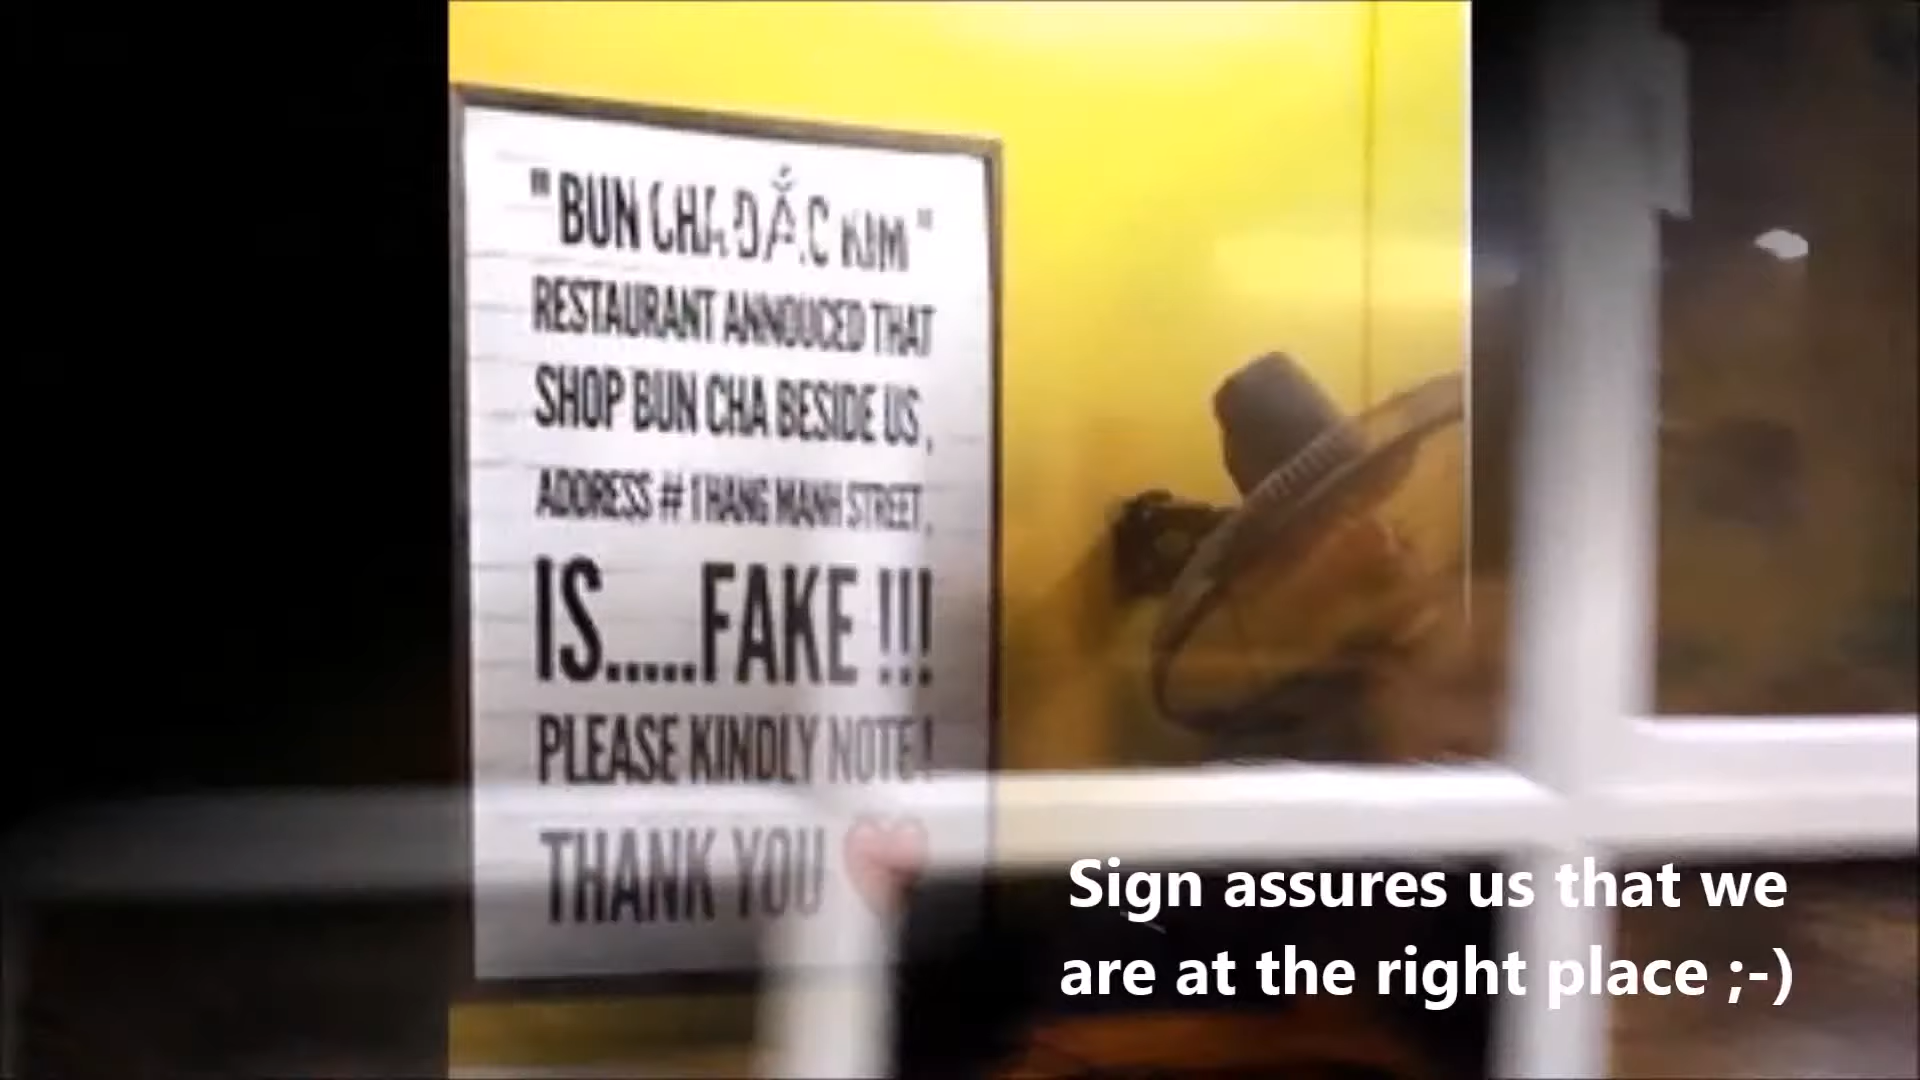 "BUN CHA ĐẮC KIM"
RESTAURANT ANNOUCED THAT
SHOP BUN CHA BESIDE US,
ADDRESS # 1 HANG MANH STREET,
IS.....FAKE !!!
PLEASE KINDLY NOTE!
THANK YOU
Sign assures us that we
are at the right place ;-)